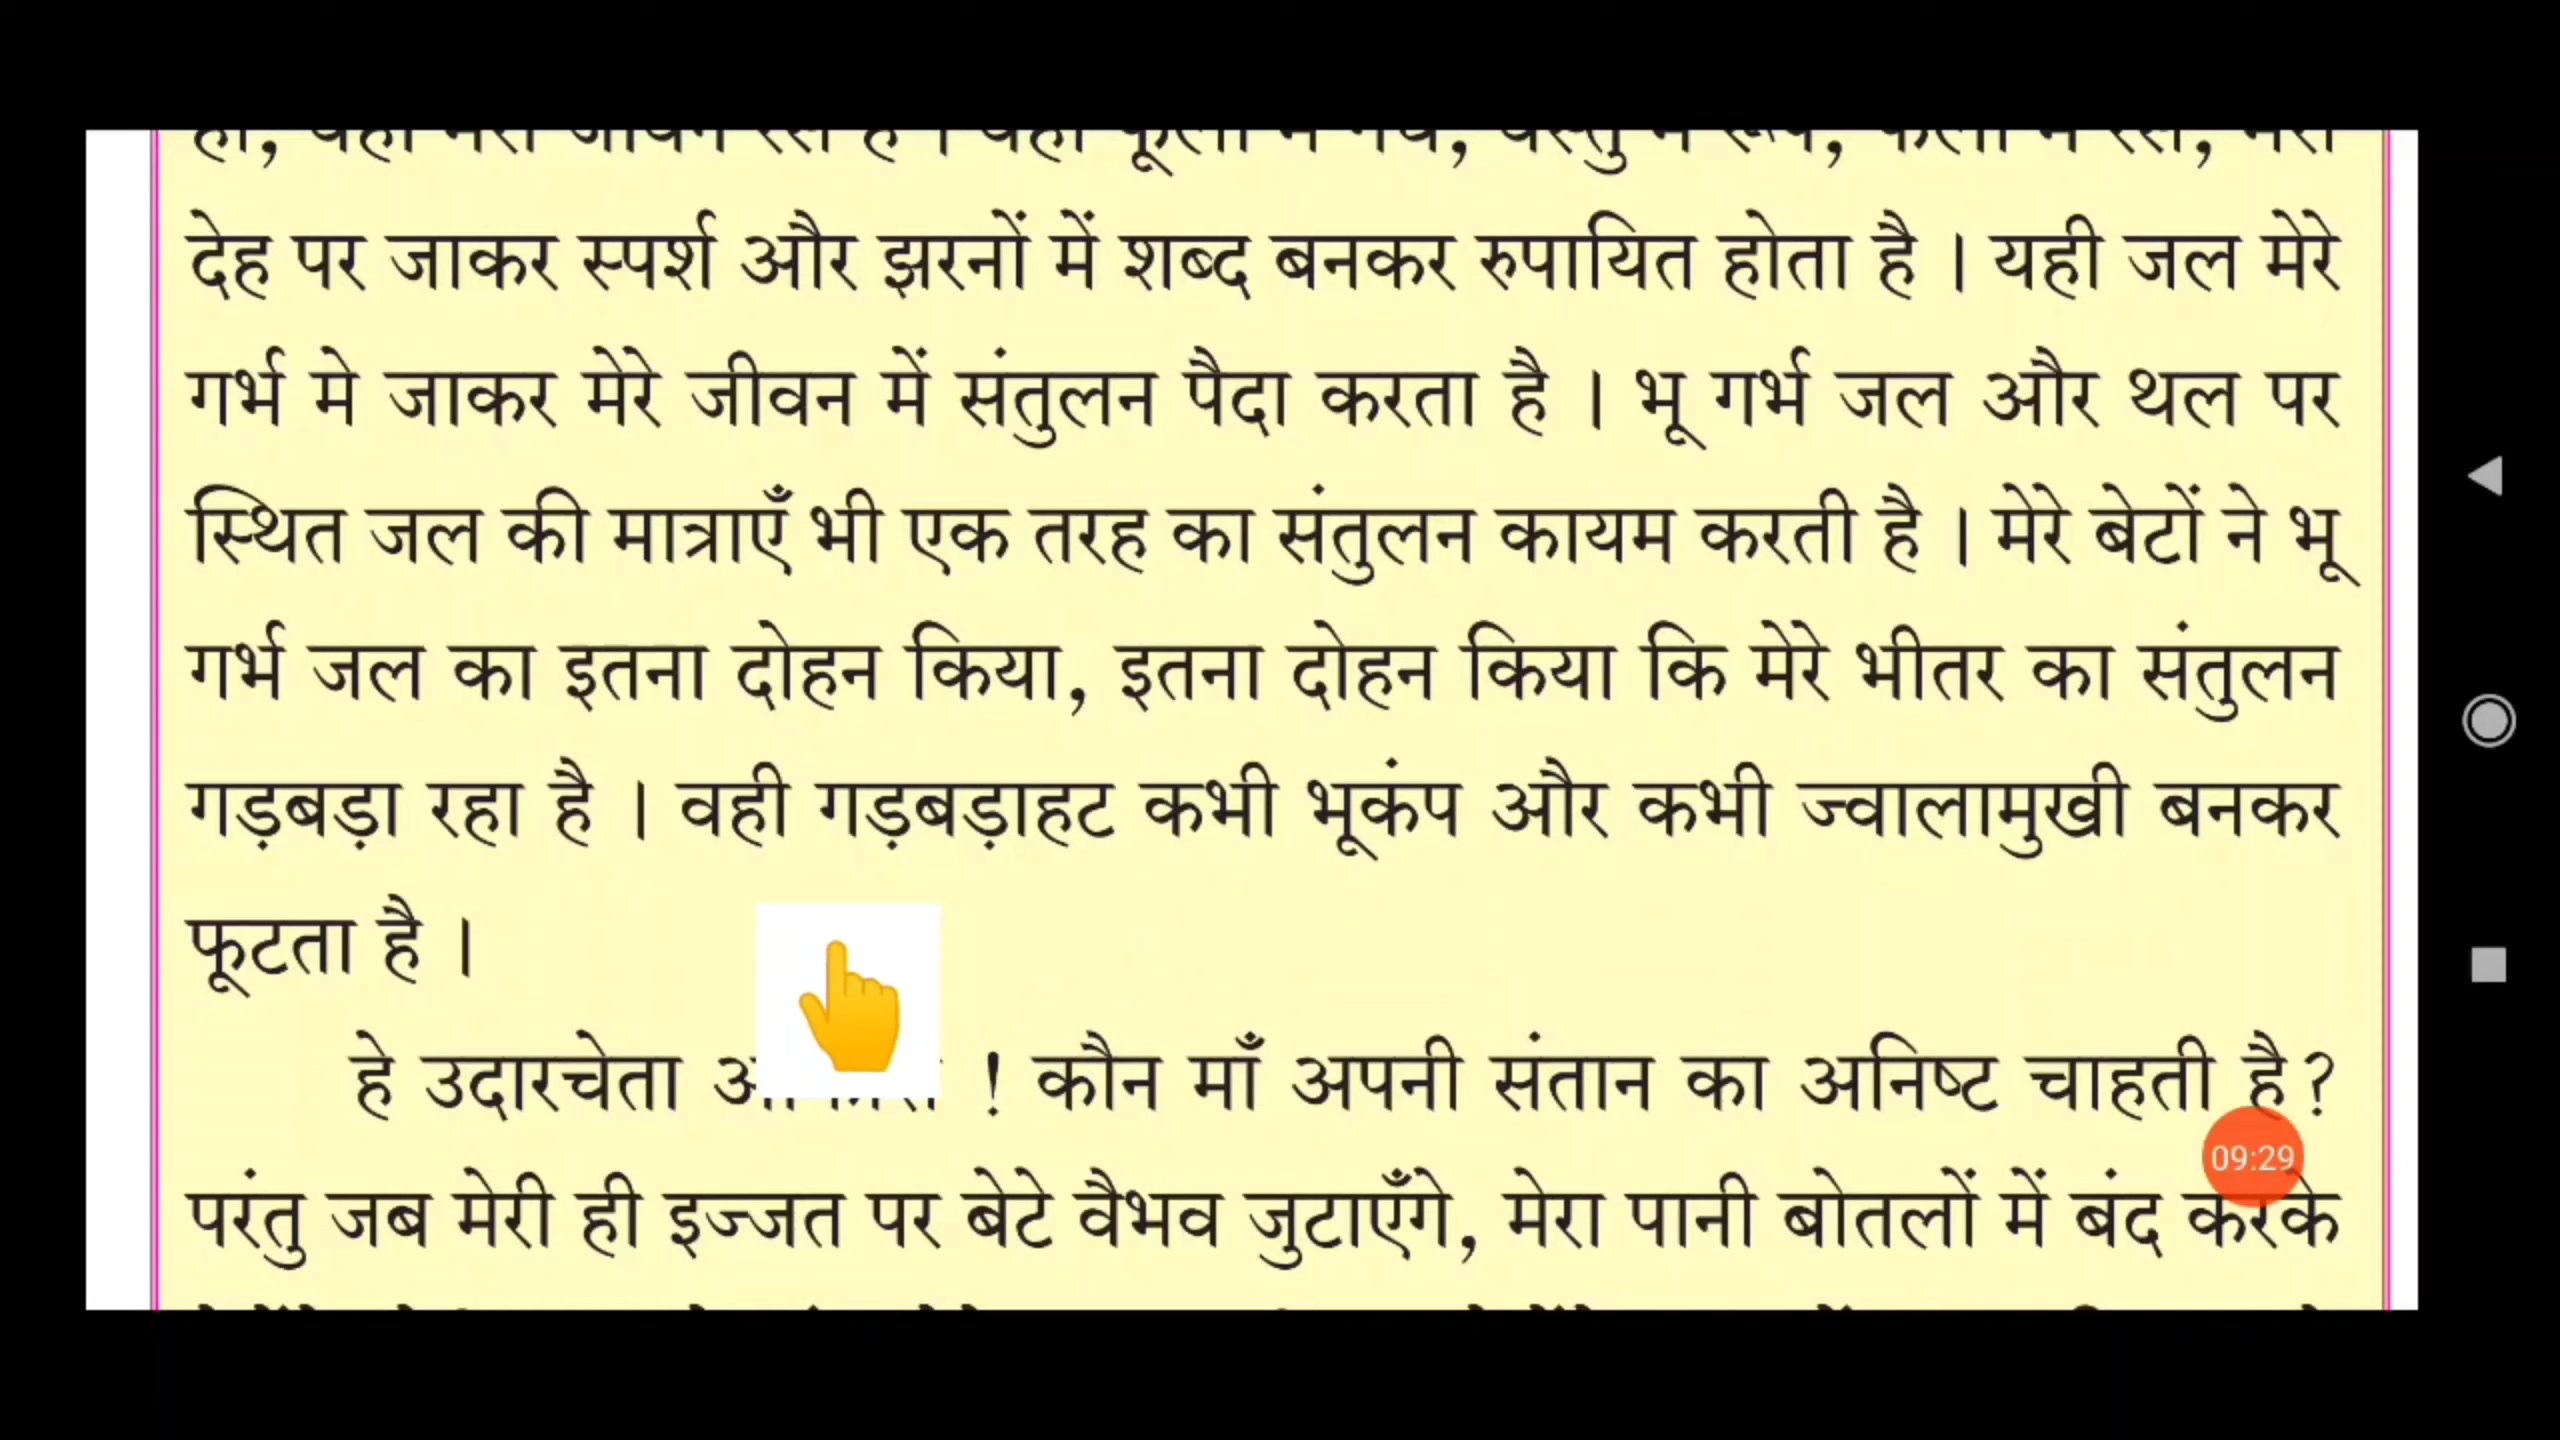 देह पर जाकर स्पर्श और झरनों में शब्द बनकर रुपायित होता है । यही जल मेरे
गर्भ मे जाकर मेरे जीवन में संतुलन पैदा करता है । भू गर्भ जल और थल पर
स्थित जल की मात्राएँ भी एक तरह का संतुलन कायम करती है । मेरे बेटों ने भू
गर्भ जल का इतना दोहन किया, इतना दोहन किया कि मेरे भीतर का संतुलन
गड़बड़ा रहा है । वही गड़बड़ाहट कभी भूकंप और कभी ज्वालामुखी बनकर
फूटता है ।
हे उदारचेता ! कौन माँ अपनी संतान का अनिष्ट चाहती है?
09:29
परंतु जब मेरी ही इज्जत पर बेटे वैभव जुटाएँगे, मेरा पानी बोतलों में बंद करके